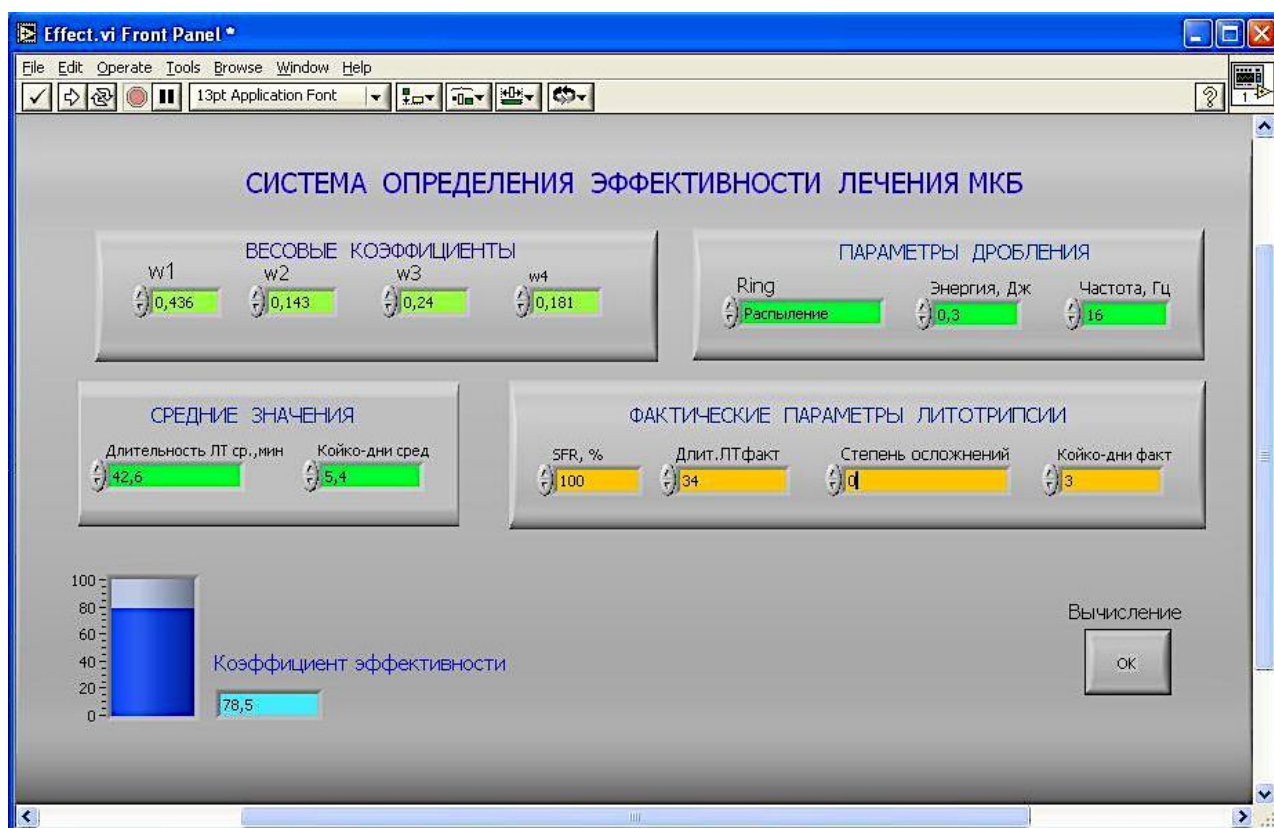 Effect.vi Front Panel *
File Edit Operate Tools Browse Window Help
13pt Application Font
1
СИСТЕМА ОПРЕДЕЛЕНИЯ ЭФФЕКТИВНОСТИ ЛЕЧЕНИЯ МКБ
ВЕСОВЫЕ КОЭФФИЦИЕНТЫ
w1 w2 w3 w4
0,436 0,143 0,24 0,181
ПАРАМЕТРЫ ДРОБЛЕНИЯ
Ring Энергия, Дж Частота, Гц
Распыление 0,3 16
СРЕДНИЕ ЗНАЧЕНИЯ
Длительность ЛТ ср.,мин Койко-дни сред
42,6 5,4
ФАКТИЧЕСКИЕ ПАРАМЕТРЫ ЛИТОТРИПСИИ
SFR, % Длит.ЛТфакт Степень осложнений Койко-дни факт
100 34 0 3
100
80
60
40
20
0
Коэффициент эффективности
78,5
Вычисление
OK